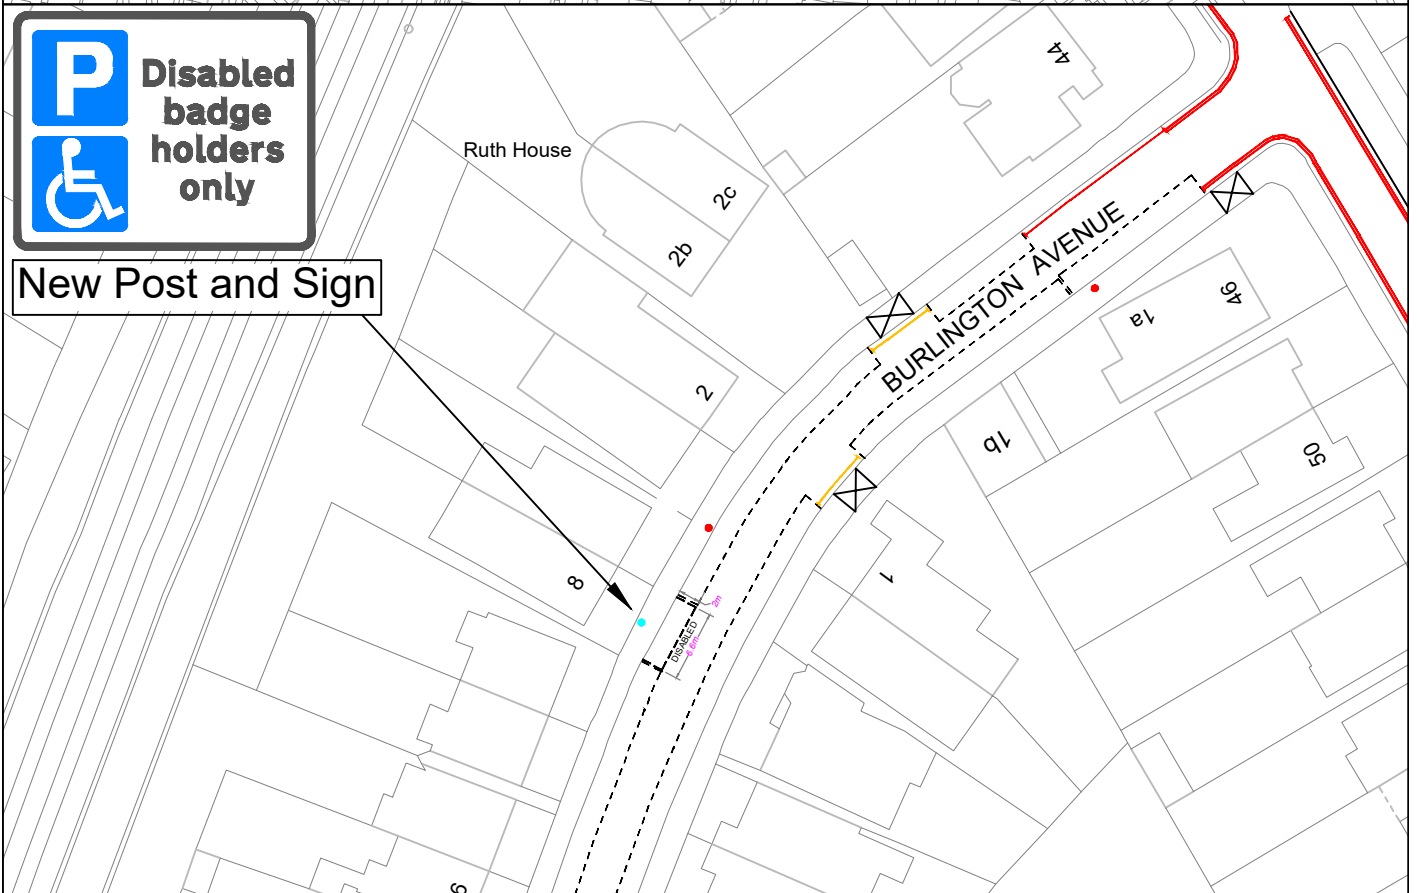 P Disabled
badge
holders
only
New Post and Sign
Ruth House
44
2c
2b
BURLINGTON AVENUE
46
1a
2
1b
50
8
1
2m
DISABLED
6.6m